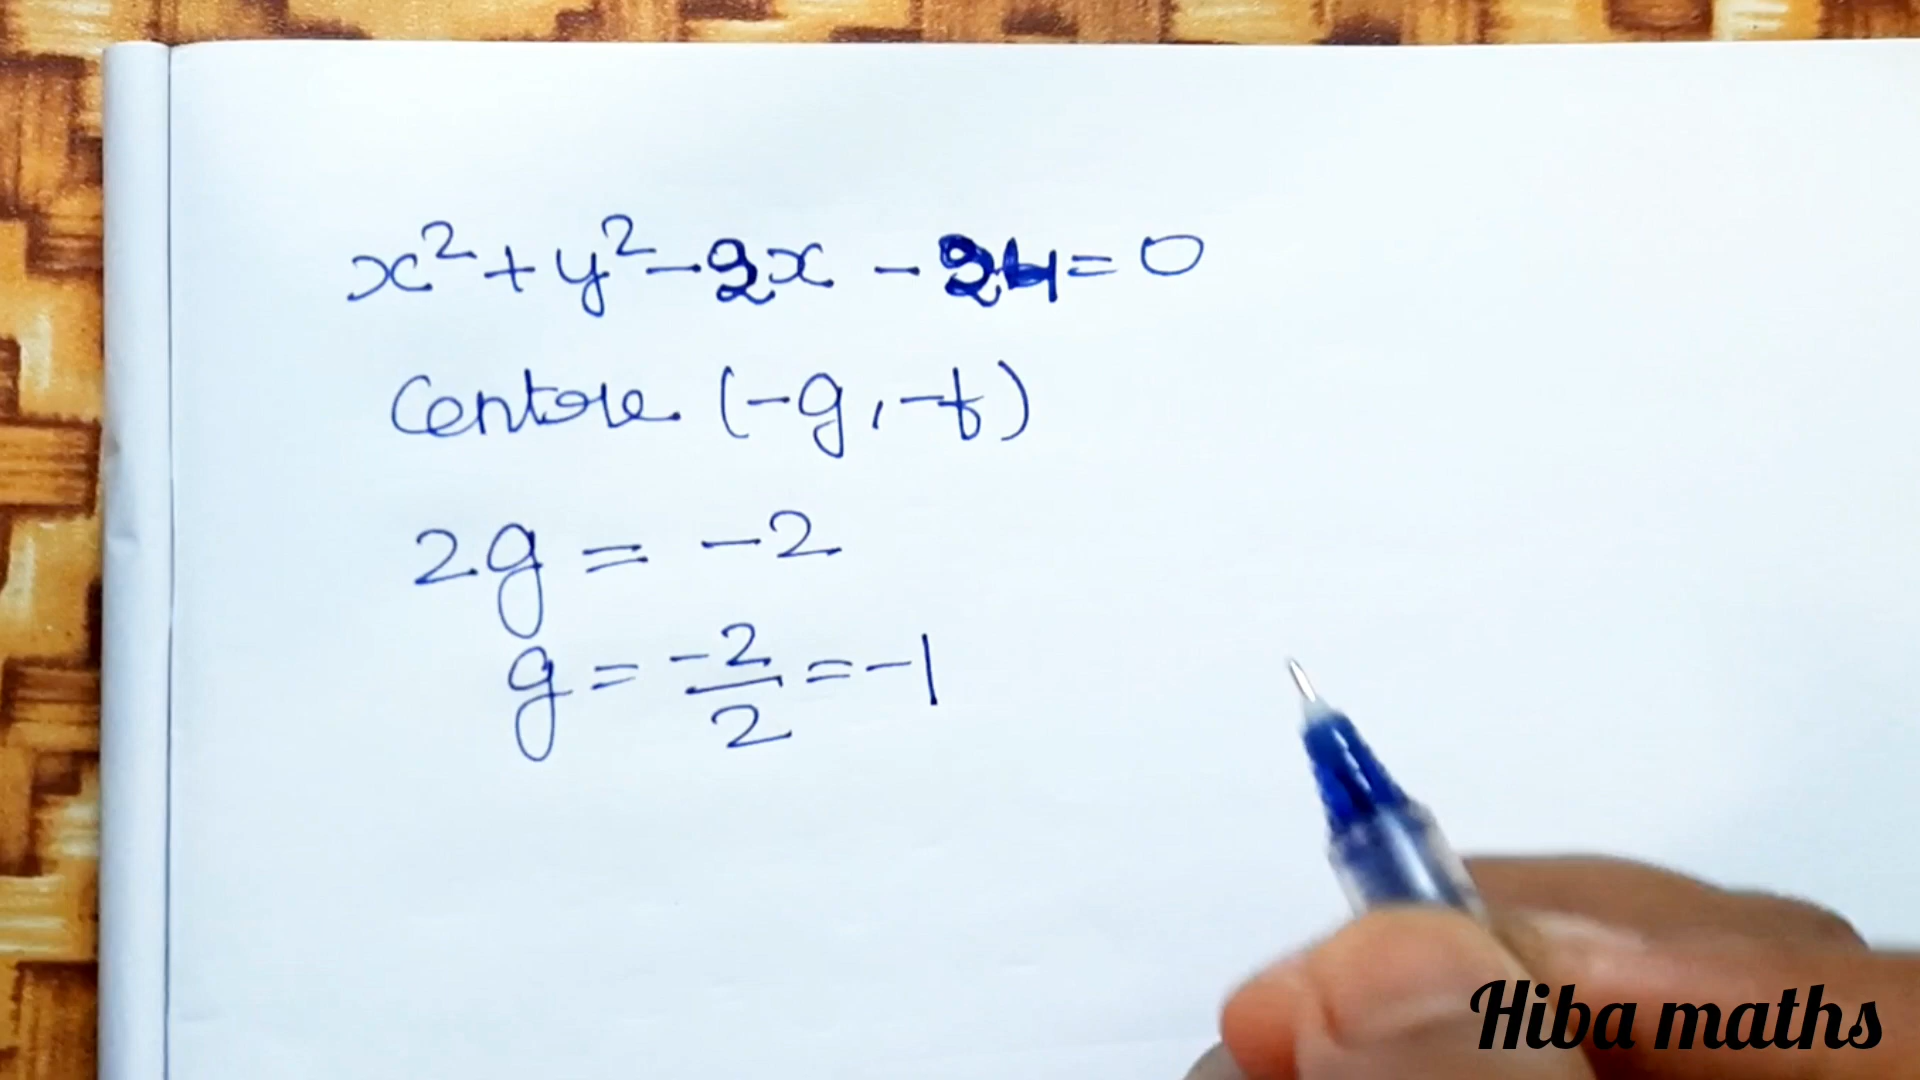 x² + y² - 2x - 24 = 0
Centre (-g, -f)
2g = -2
g = -2/2 = -1
Hiba maths